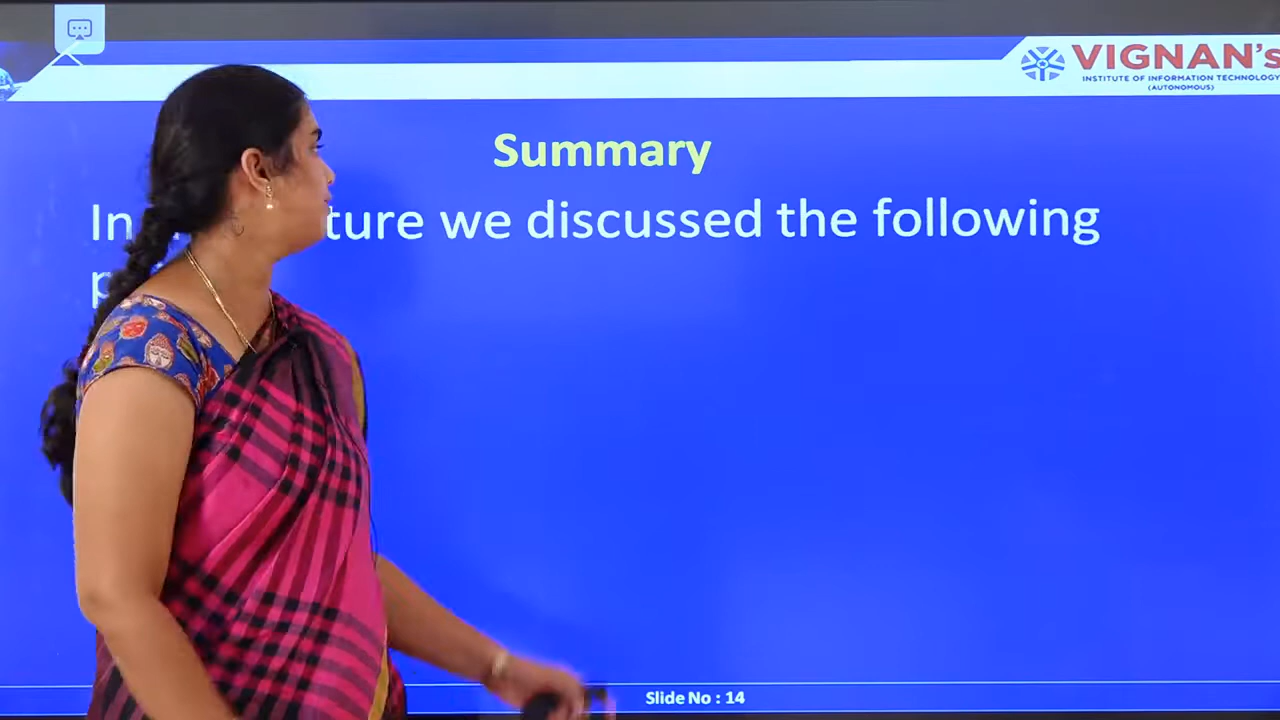 VIGNAN's
INSTITUTE OF INFORMATION TECHNOLOGY
(AUTONOMOUS)
Summary
In ture we discussed the following
Slide No : 14